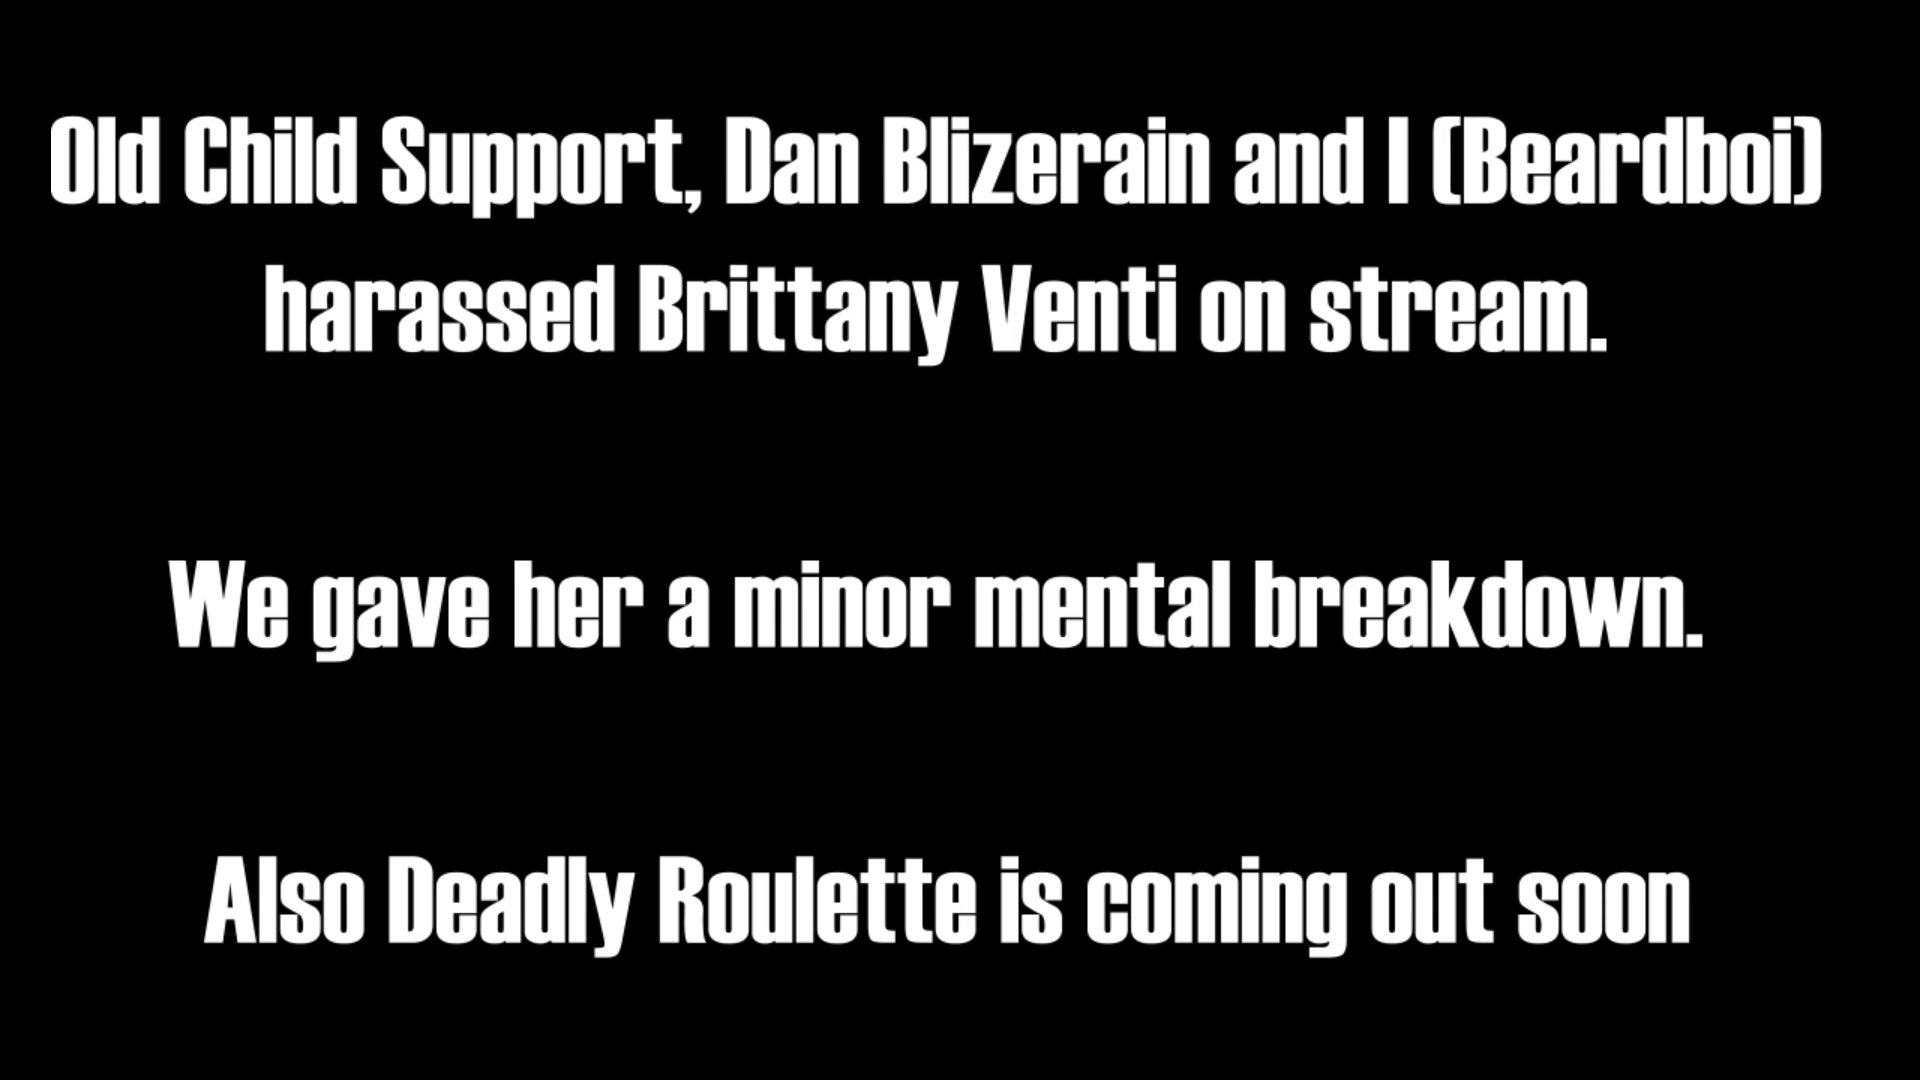 Old Child Support, Dan Blizerain and I (Beardboi)
harassed Brittany Venti on stream.
We gave her a minor mental breakdown.
Also Deadly Roulette is coming out soon